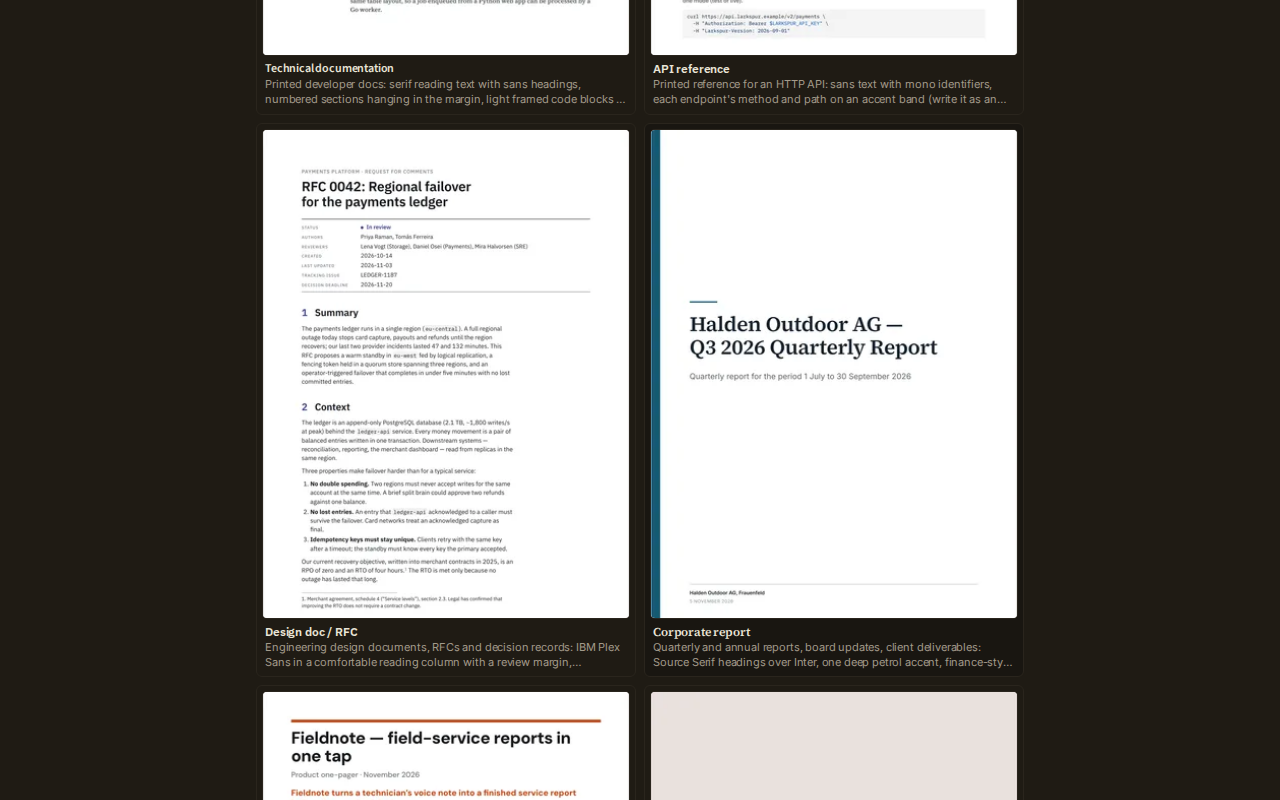 same table layout, so a job enqueued from a Python web app can be processed by a
Go worker.
Technical documentation
Printed developer docs: serif reading text with sans headings,
numbered sections hanging in the margin, light framed code blocks ...
curl https://api.larkspur.example/v2/payments \
-H "Authorization: Bearer $LARKSPUR_API_KEY" \
-H "Larkspur-Version: 2026-09-01"
API reference
Printed reference for an HTTP API: sans text with mono identifiers,
each endpoint's method and path on an accent band (write it as an...
PAYMENTS PLATFORM · REQUEST FOR COMMENTS
RFC 0042: Regional failover
for the payments ledger
STATUS In review
AUTHORS Priya Raman, Tomás Ferreira
REVIEWERS Lena Vogt (Storage), Daniel Osei (Payments), Mira Halvorsen (SRE)
CREATED 2026-10-14
LAST UPDATED 2026-11-03
TRACKING ISSUE LEDGER-1187
DECISION DEADLINE 2026-11-20
1 Summary
The payments ledger runs in a single region (eu-central). A full regional
outage today stops card capture, payouts and refunds until the region
recovers; our last two provider incidents lasted 47 and 132 minutes. This
RFC proposes a warm standby in eu-west fed by logical replication, a
fencing token held in a quorum store spanning three regions, and an
operator-triggered failover that completes in under five minutes with no lost
committed entries.
2 Context
The ledger is an append-only PostgreSQL database (2.1 TB, ~1,800 writes/s
at peak) behind the ledger-api service. Every money movement is a pair of
balanced entries written in one transaction. Downstream systems —
reconciliation, reporting, the merchant dashboard — read from replicas in the
same region.
Three properties make failover harder than for a typical service:
1. No double spending. Two regions must never accept writes for the same
account at the same time. A brief split brain could approve two refunds
against one balance.
2. No lost entries. An entry that ledger-api acknowledged to a caller must
survive the failover. Card networks treat an acknowledged capture as
final.
3. Idempotency keys must stay unique. Clients retry with the same key
after a timeout; the standby must know every key the primary accepted.
Our current recovery objective, written into merchant contracts in 2025, is an
RPO of zero and an RTO of four hours.¹ The RTO is met only because no
outage has lasted that long.
1. Merchant agreement, schedule 4 ("Service levels"), section 2.3. Legal has confirmed that
improving the RTO does not require a contract change.
Design doc / RFC
Engineering design documents, RFCs and decision records: IBM Plex
Sans in a comfortable reading column with a review margin,...
Halden Outdoor AG —
Q3 2026 Quarterly Report
Quarterly report for the period 1 July to 30 September 2026
Halden Outdoor AG, Frauenfeld
5 NOVEMBER 2026
Corporate report
Quarterly and annual reports, board updates, client deliverables:
Source Serif headings over Inter, one deep petrol accent, finance-sty...
Fieldnote — field-service reports in
one tap
Product one-pager · November 2026
Fieldnote turns a technician's voice note into a finished service report